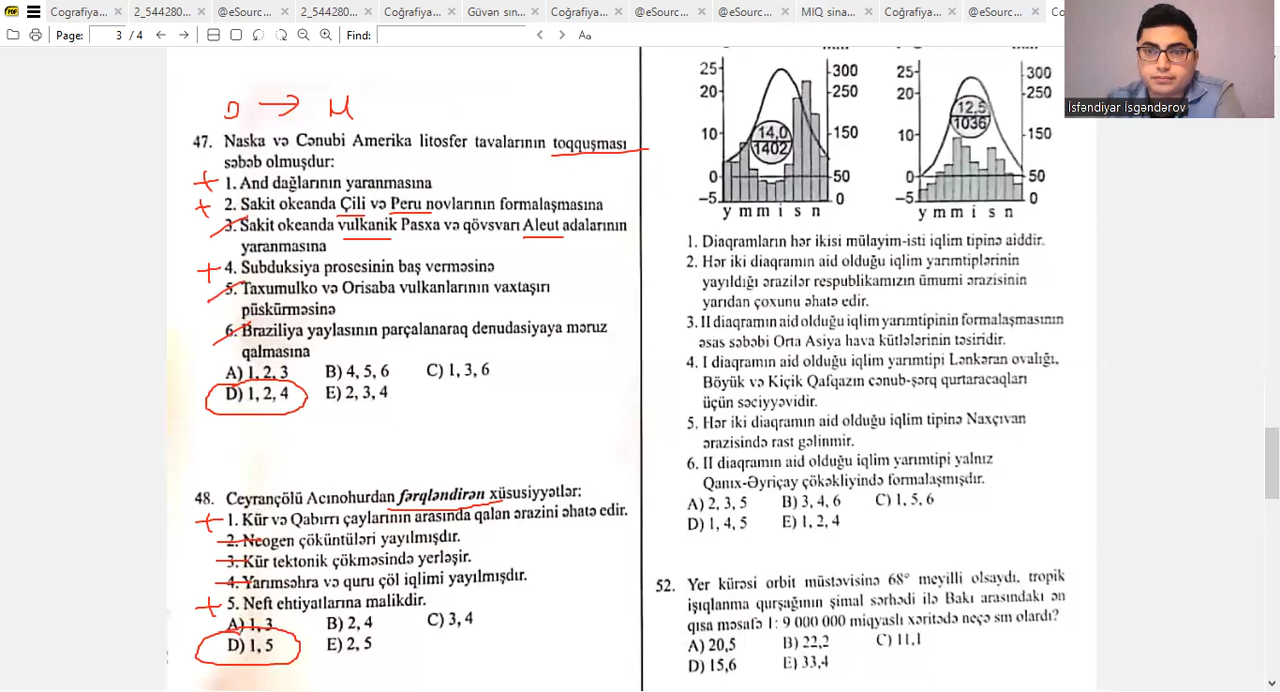 Coğrafiya...
2_544280...
@eSourc...
2_544280...
Coğrafiya...
Güvən sın...
Coğrafiya...
@eSourc...
@eSourc...
MIQ sına...
Coğrafiya...
@eSourc...
Co
Page: 3 / 4
Find:
Aa
İsfəndiyar İsgəndərov
O → M
47. Naska və Cənubi Amerika litosfer tavalarının toqquşması
səbəb olmuşdur:
1. And dağlarının yaranmasına
2. Sakit okeanda Çili və Peru novlarının formalaşmasına
3. Sakit okeanda vulkanik Pasxa və qövsvarı Aleut adalarının
yaranmasına
4. Subduksiya prosesinin baş verməsinə
5. Taxumulko və Orisaba vulkanlarının vaxtaşırı
püskürməsinə
6. Braziliya yaylasının parçalanaraq denudasiyaya məruz
qalmasına
A) 1, 2, 3 B) 4, 5, 6 C) 1, 3, 6
D) 1, 2, 4 E) 2, 3, 4
48. Ceyrançölü Acınohurdan fərqləndirən xüsusiyyətlər:
1. Kür və Qabırrı çaylarının arasında qalan ərazini əhatə edir.
2. Neogen çöküntüləri yayılmışdır.
3. Kür tektonik çökməsində yerləşir.
4. Yarımsəhra və quru çöl iqlimi yayılmışdır.
5. Neft ehtiyatlarına malikdir.
A) 1, 3 B) 2, 4 C) 3, 4
D) 1, 5 E) 2, 5
25 300
20 250
10 150
0 50
-5 0
14,0
1402
y m m i s n
25 300
20 250
10 150
0 50
-5 0
12,5
1036
y m m i s n
1. Diaqramların hər ikisi mülayim-isti iqlim tipinə aiddir.
2. Hər iki diaqramın aid olduğu iqlim yarımtiplərinin
yayıldığı ərazilər respublikamızın ümumi ərazisinin
yarıdan çoxunu əhatə edir.
3. II diaqramın aid olduğu iqlim yarımtipinin formalaşmasının
əsas səbəbi Orta Asiya hava kütlələrinin təsiridir.
4. I diaqramın aid olduğu iqlim yarımtipi Lənkəran ovalığı,
Böyük və Kiçik Qafqazın cənub-şərq qurtaracaqları
üçün səciyyəvidir.
5. Hər iki diaqramın aid olduğu iqlim tipinə Naxçıvan
ərazisində rast gəlinmir.
6. II diaqramın aid olduğu iqlim yarımtipi yalnız
Qanıx-Əyriçay çökəkliyində formalaşmışdır.
A) 2, 3, 5 B) 3, 4, 6 C) 1, 5, 6
D) 1, 4, 5 E) 1, 2, 4
52. Yer kürəsi orbit müstəvisinə 68° meyilli olsaydı, tropik
işıqlanma qurşağının şimal sərhədi ilə Bakı arasındakı ən
qısa məsafə 1: 9 000 000 miqyaslı xəritədə neçə sm olardı?
A) 20,5 B) 22,2 C) 11,1
D) 15,6 E) 33,4